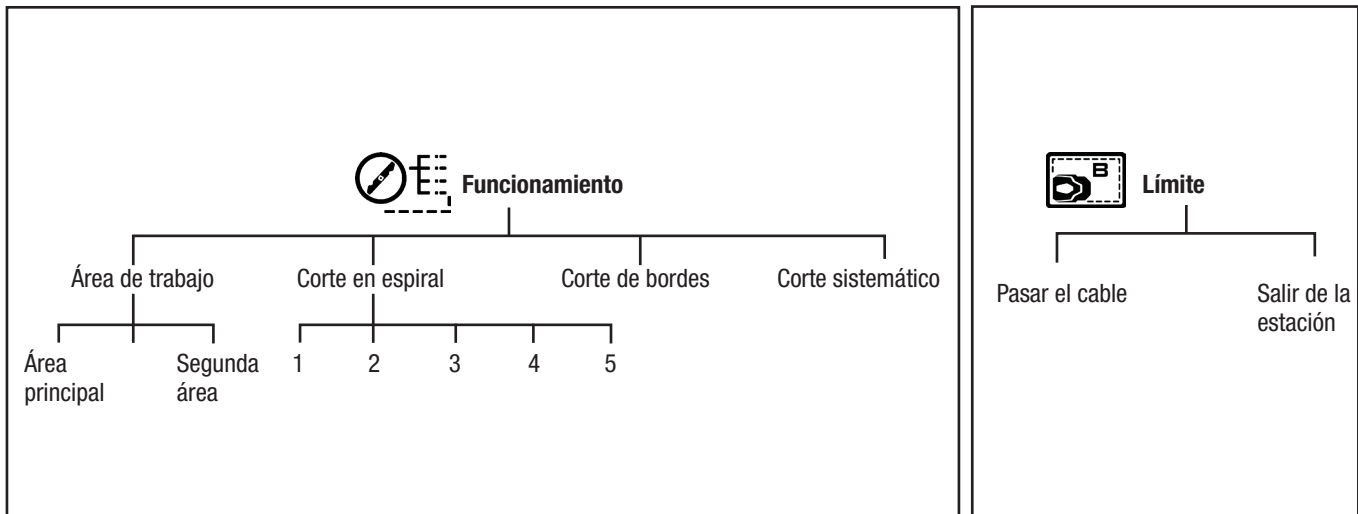 Funcionamiento
Área de trabajo
Corte en espiral
Corte de bordes
Corte sistemático
Área
principal
Segunda
área
1
2
3
4
5
B
Límite
Pasar el cable
Salir de la
estación